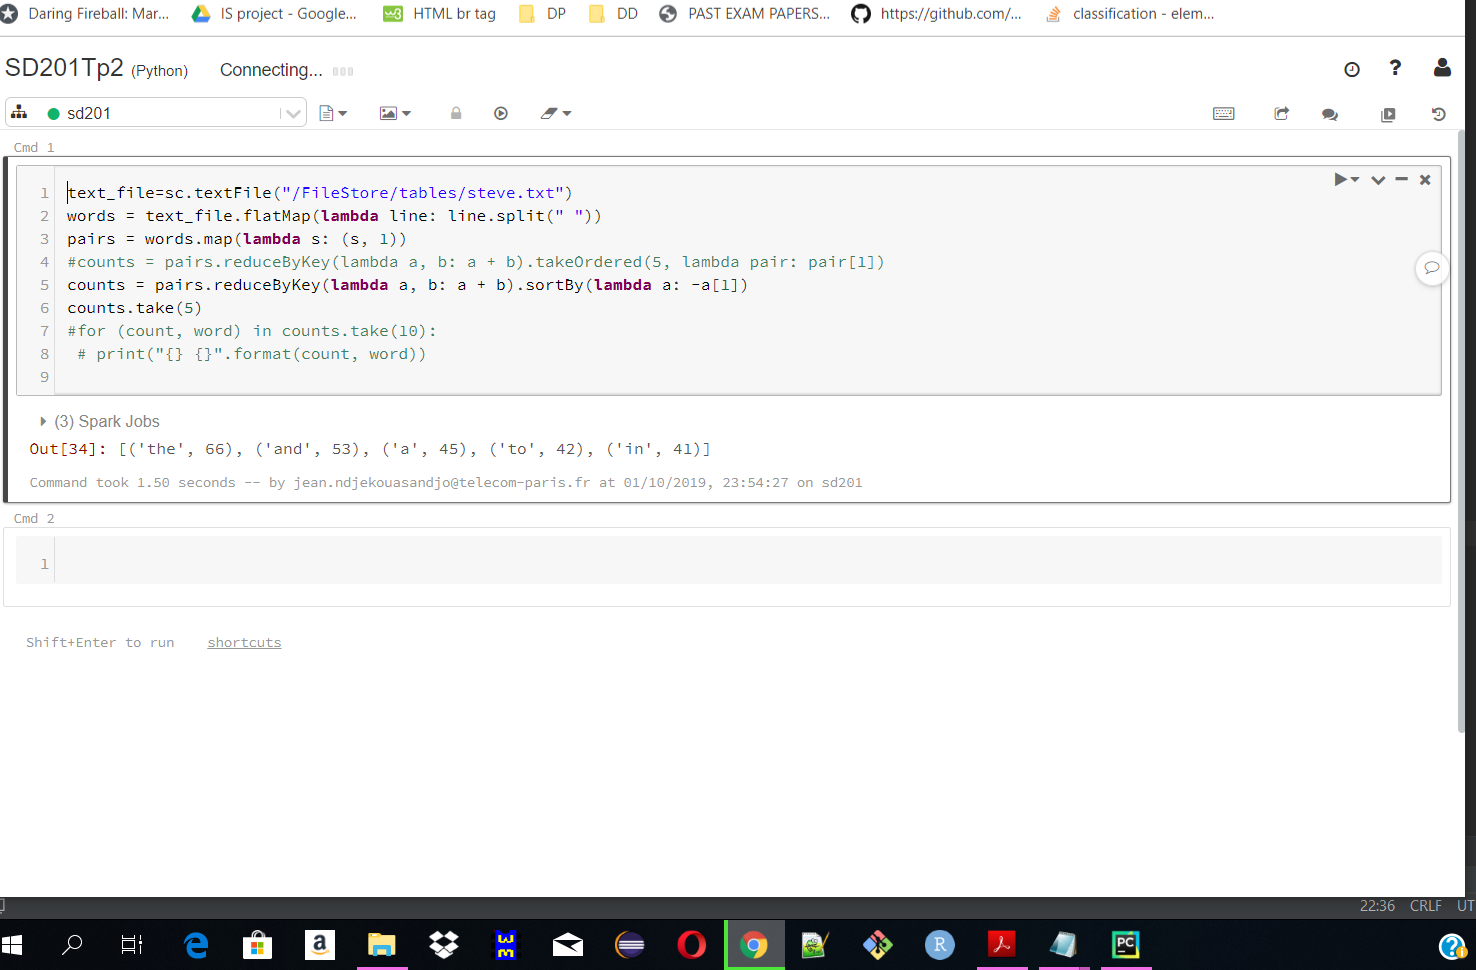 Daring Fireball: Mar... IS project - Google... HTML br tag DP DD PAST EXAM PAPERS... https://github.com/... classification - elem...
SD201Tp2 (Python) Connecting...
sd201
Cmd 1
1 text_file=sc.textFile("/FileStore/tables/steve.txt")
2 words = text_file.flatMap(lambda line: line.split(" "))
3 pairs = words.map(lambda s: (s, 1))
4 #counts = pairs.reduceByKey(lambda a, b: a + b).takeOrdered(5, lambda pair: pair[1])
5 counts = pairs.reduceByKey(lambda a, b: a + b).sortBy(lambda a: -a[1])
6 counts.take(5)
7 #for (count, word) in counts.take(10):
8 # print("{} {}".format(count, word))
9
(3) Spark Jobs
Out[34]: [('the', 66), ('and', 53), ('a', 45), ('to', 42), ('in', 41)]
Command took 1.50 seconds -- by jean.ndjekouasandjo@telecom-paris.fr at 01/10/2019, 23:54:27 on sd201
Cmd 2
1
Shift+Enter to run shortcuts
22:36 CRLF UT